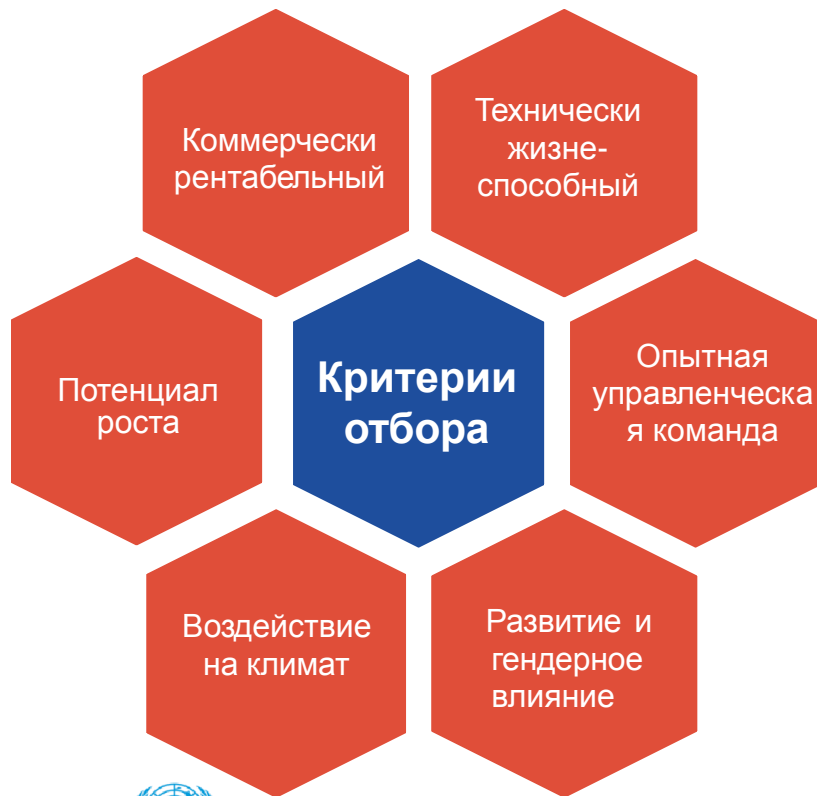 Коммерчески
рентабельный
Технически
жизне-
способный
Потенциал
роста
Критерии
отбора
Опытная
управленческа
я команда
Воздействие
на климат
Развитие и
гендерное
влияние